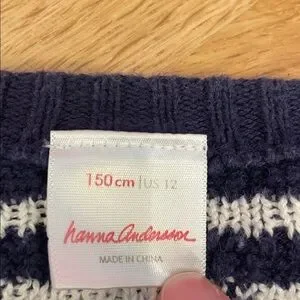 150 cm | US 12
hanna andersson
MADE IN CHINA